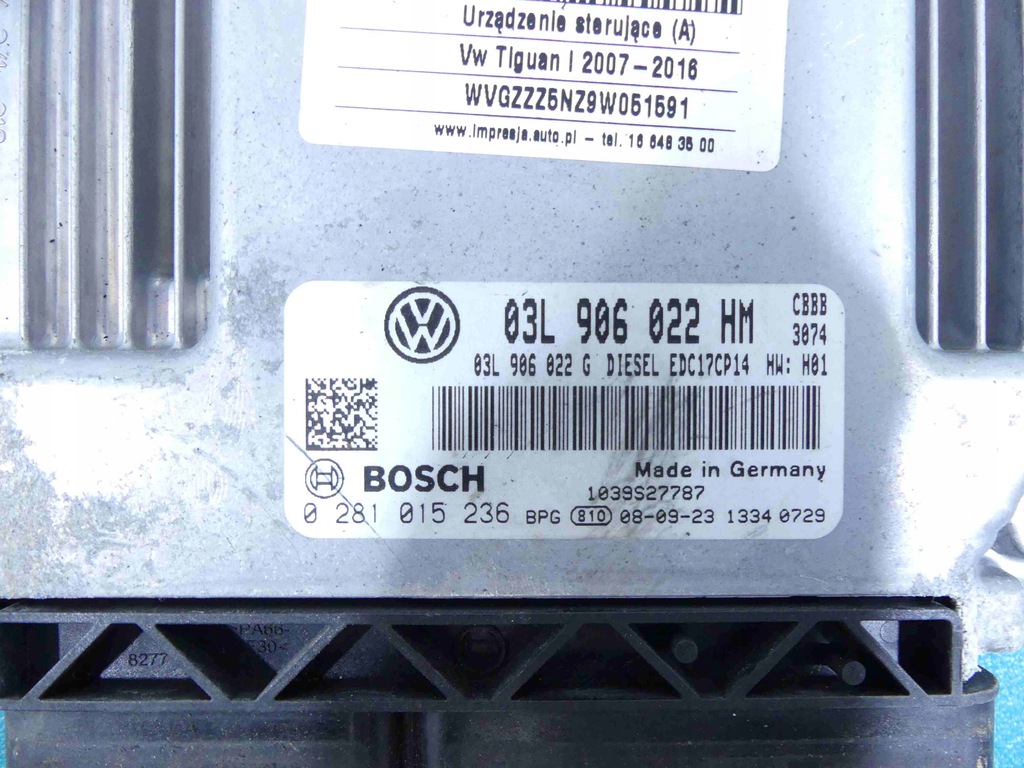 Urządzenie sterujące (A)
Vw Tiguan I 2007-2016
WVGZZZ5NZ9W051591
www.impresja.auto.pl - tel. 16 648 35 00
03L 906 022 HM
CBBB
3074
03L 906 022 G DIESEL EDC17CP14 HW: H01
BOSCH
Made in Germany
1039S27787
0 281 015 236 BPG 810 08-09-23 1334 0729
8277